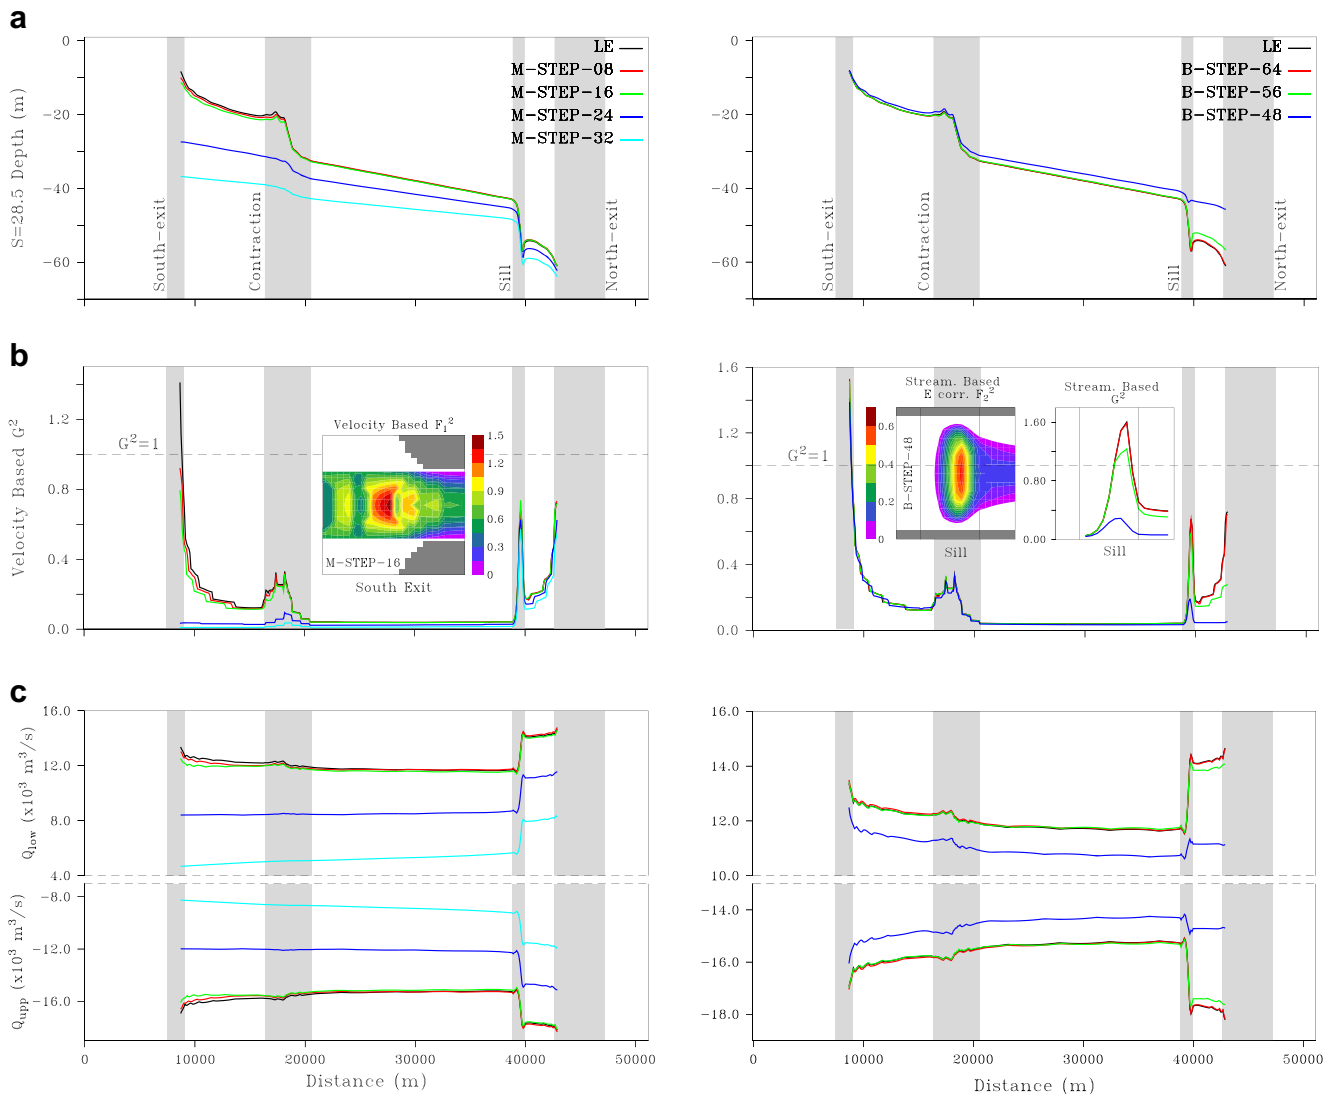 a
0
−20
−40
−60
S=28.5 Depth (m)
LE
M−STEP−08
M−STEP−16
M−STEP−24
M−STEP−32
South−exit
Contraction
Sill
North−exit
0
−20
−40
−60
LE
B−STEP−64
B−STEP−56
B−STEP−48
South−exit
Contraction
Sill
North−exit
b
1.2
0.8
0.4
0.0
Velocity Based G²
G²=1
Velocity Based F₁²
1.5
1.2
0.9
0.6
0.3
0
M−STEP−16
South Exit
1.6
1.2
0.8
0.4
0.0
G²=1
Stream. Based
E corr. F₂²
0.6
0.4
0.2
0
B−STEP−48
Sill
Stream. Based
G²
1.60
0.80
0.00
Sill
c
16.0
12.0
8.0
4.0
Q_low (x10³ m³/s)
−8.0
−12.0
−16.0
Q_upp (x10³ m³/s)
0
10000
20000
30000
40000
50000
Distance (m)
16.0
14.0
12.0
10.0
−14.0
−16.0
−18.0
0
10000
20000
30000
40000
50000
Distance (m)